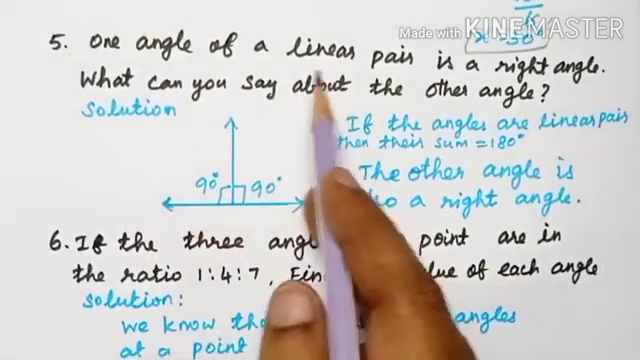 Made with KINEMASTER
5. One angle of a linear pair is a right angle.
What can you say about the other angle?
Solution
If the angles are linear pairs
then their sum = 180°
90° 90°
The other angle is
a right angle.
6. If the three point are in
the ratio 1:4:7, of each angle
solution:
we know angles
at a point